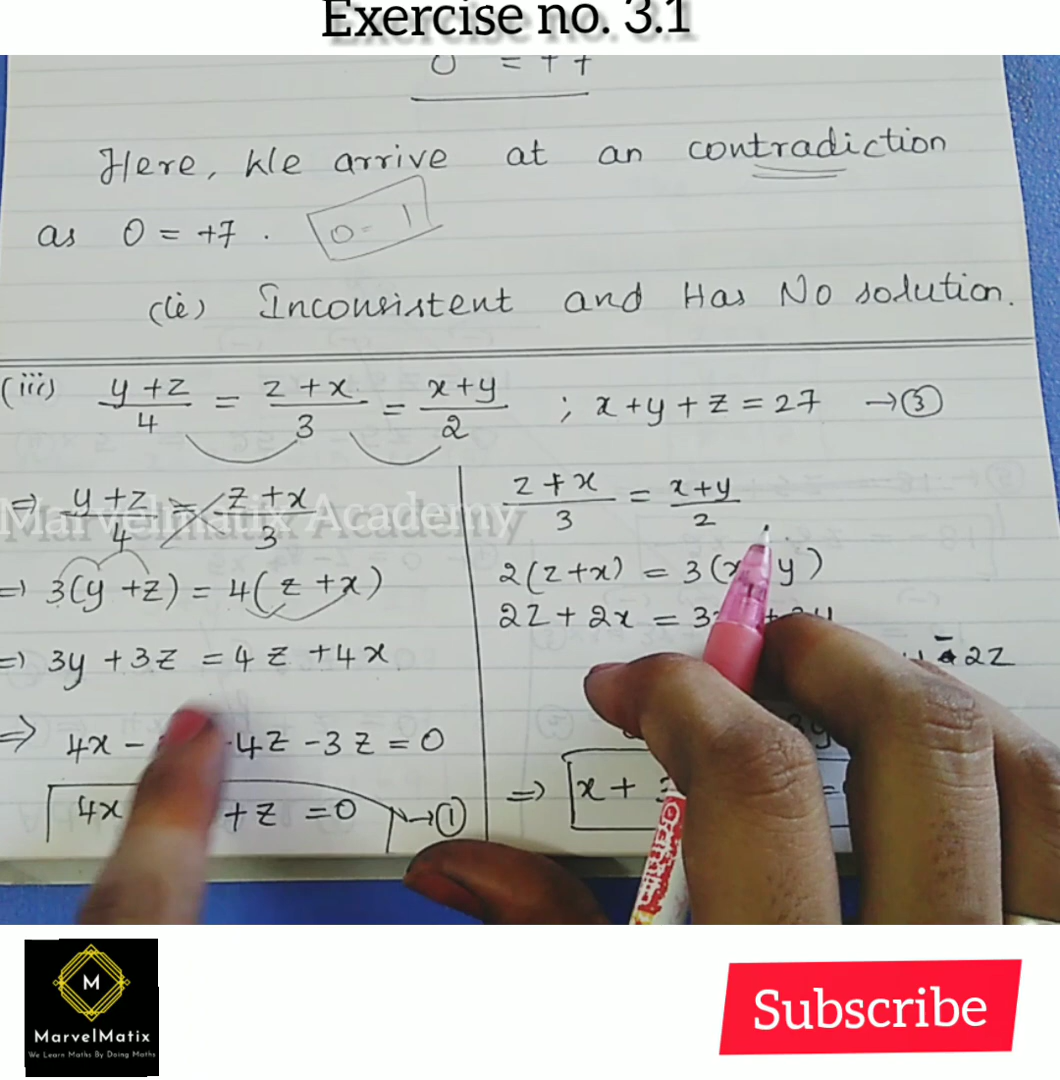 Exercise no. 3.1
Here, We arrive at an contradiction
as 0 = +7 . 0 = 1
(ie) Inconsistent and Has No solution.
(iii) y+z/4 = z+x/3 = x+y/2 ; x+y+z = 27 → ③
⇒ y+z/4 = z+x/3
⇒ 3(y+z) = 4(z+x)
⇒ 3y + 3z = 4z + 4x
⇒ 4x - 4z - 3z = 0
4x + z = 0 → ①
z+x/3 = x+y/2
2(z+x) = 3(x y)
2z + 2x = 3
- 2z
⇒ x +
Marvelmatix Academy
M
MarvelMatix
We Learn Maths By Doing Maths
Subscribe